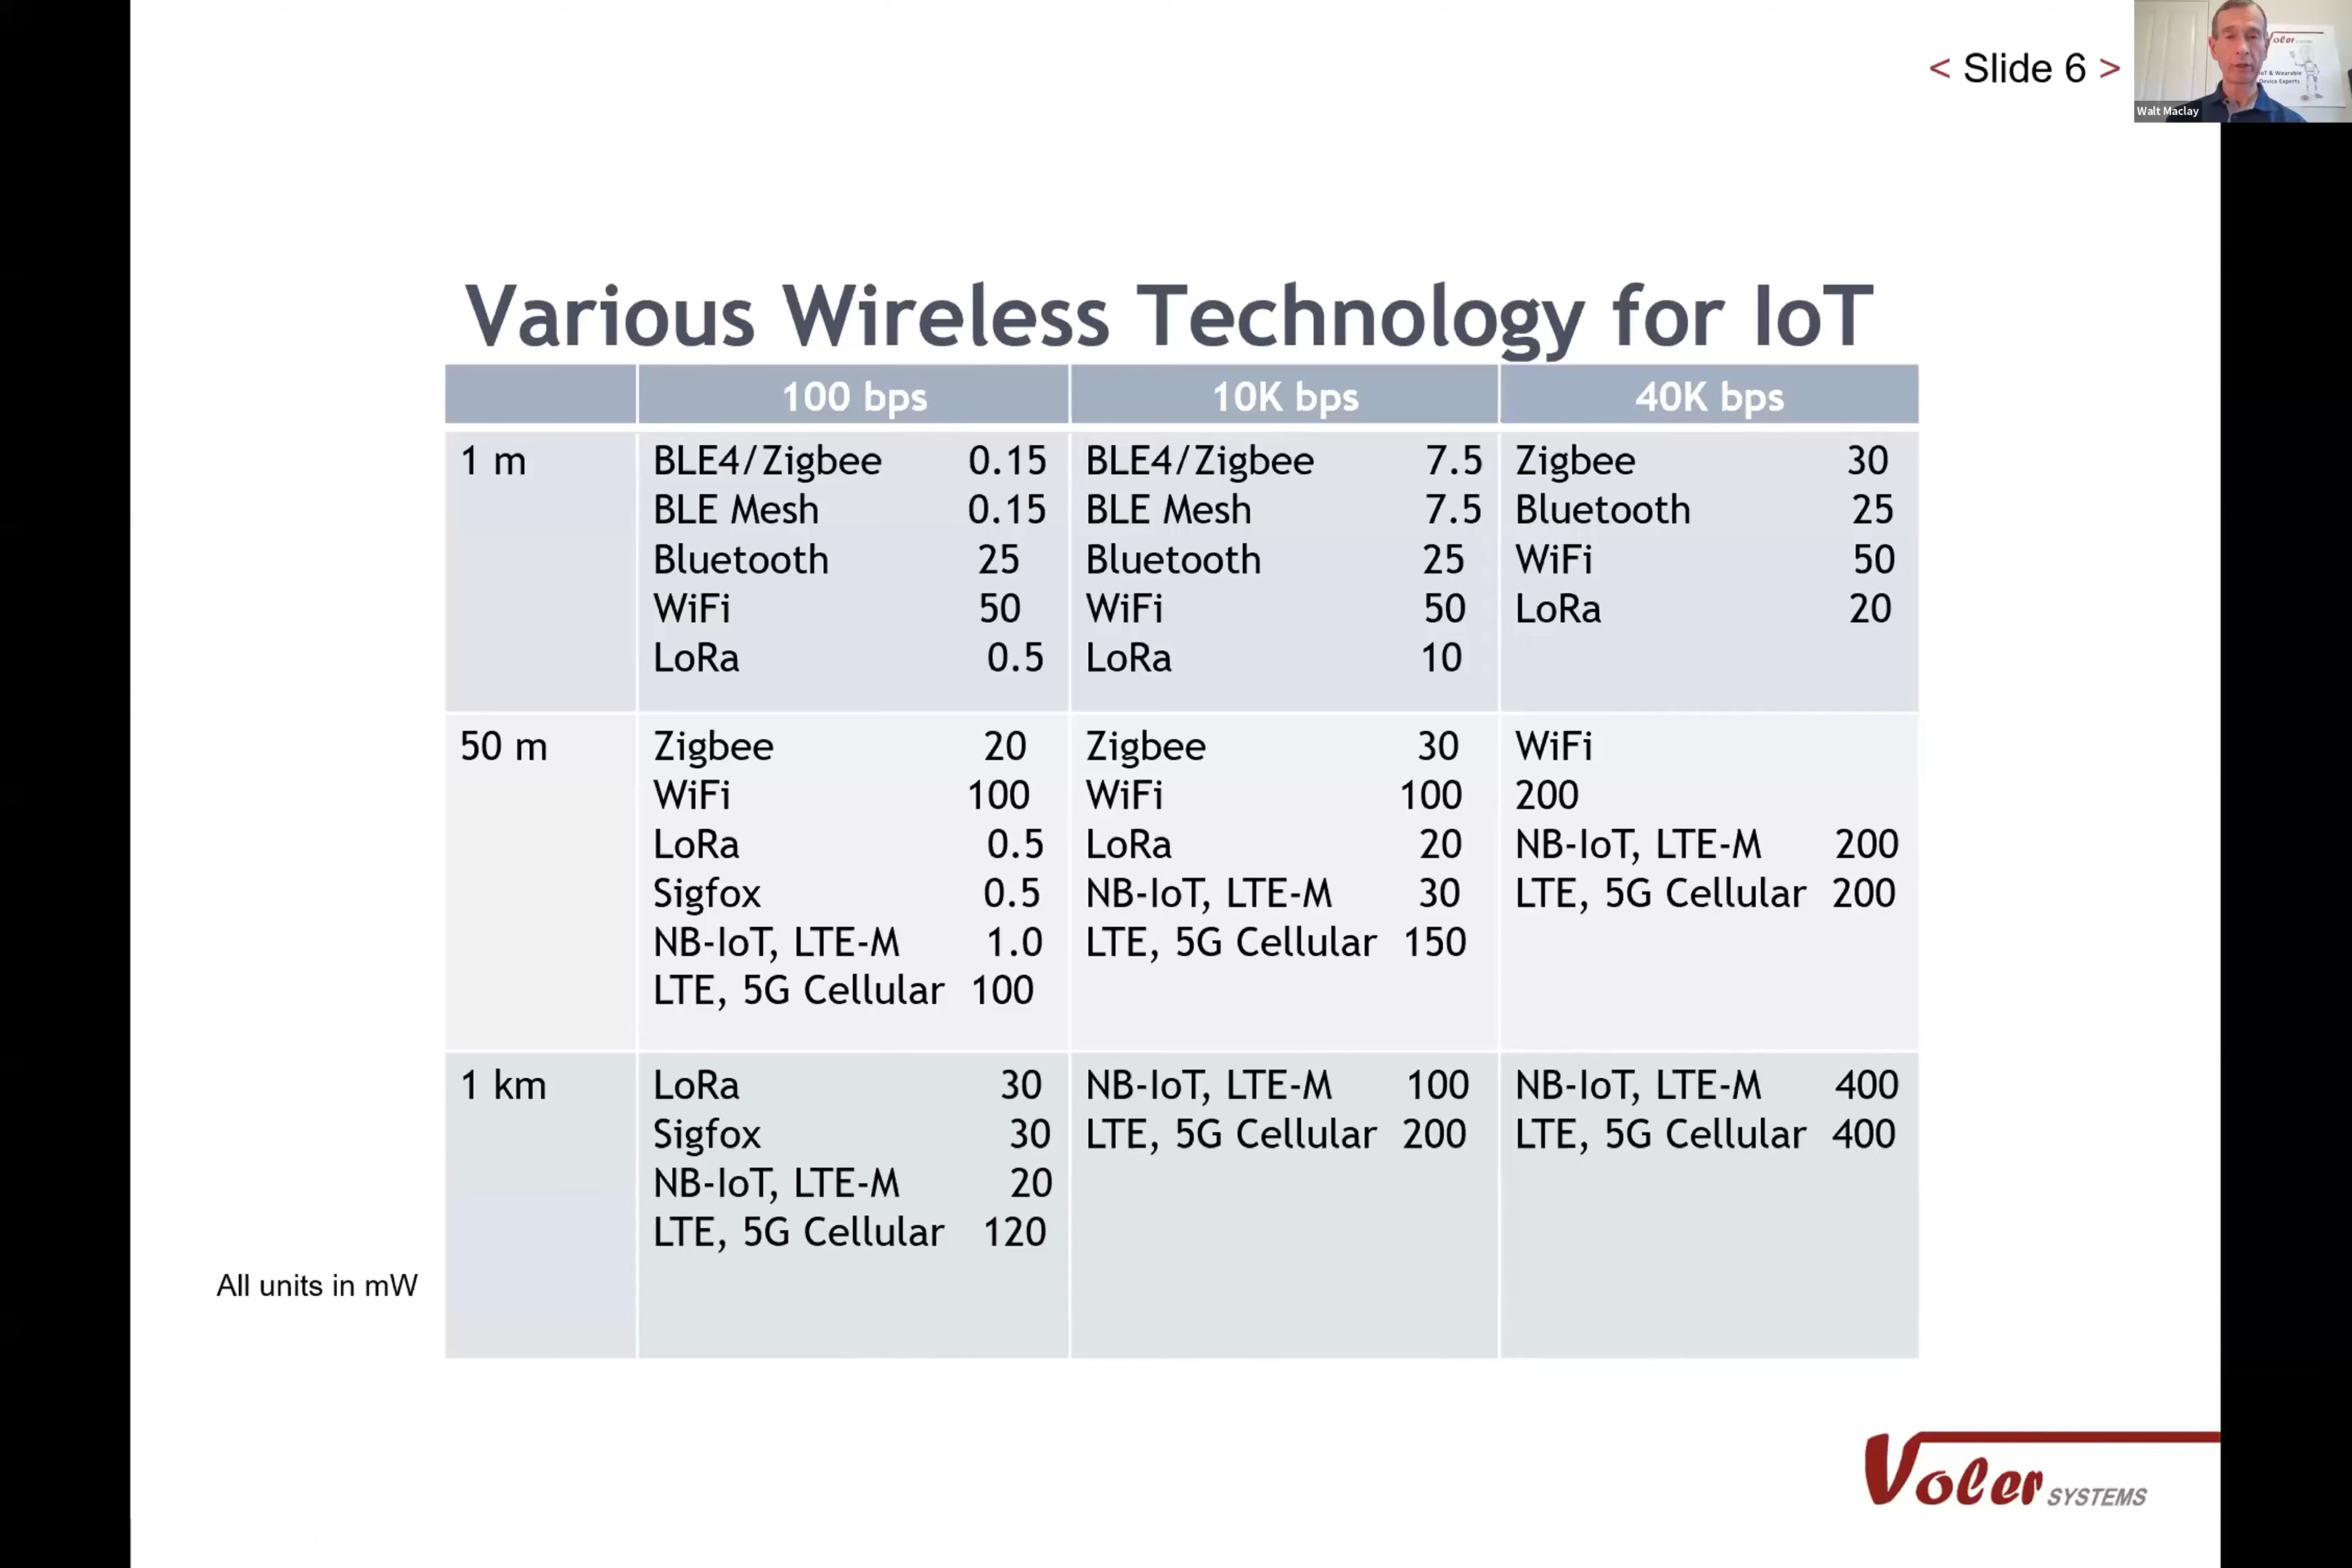 < Slide 6 >
Voler
IoT & Wearable
Device Experts
Walt Maclay
Various Wireless Technology for IoT
100 bps 10K bps 40K bps
1 m
BLE4/Zigbee 0.15
BLE Mesh 0.15
Bluetooth 25
WiFi 50
LoRa 0.5
BLE4/Zigbee 7.5
BLE Mesh 7.5
Bluetooth 25
WiFi 50
LoRa 10
Zigbee 30
Bluetooth 25
WiFi 50
LoRa 20
50 m
Zigbee 20
WiFi 100
LoRa 0.5
Sigfox 0.5
NB-IoT, LTE-M 1.0
LTE, 5G Cellular 100
Zigbee 30
WiFi 100
LoRa 20
NB-IoT, LTE-M 30
LTE, 5G Cellular 150
WiFi
200
NB-IoT, LTE-M 200
LTE, 5G Cellular 200
1 km
LoRa 30
Sigfox 30
NB-IoT, LTE-M 20
LTE, 5G Cellular 120
NB-IoT, LTE-M 100
LTE, 5G Cellular 200
NB-IoT, LTE-M 400
LTE, 5G Cellular 400
All units in mW
Voler SYSTEMS